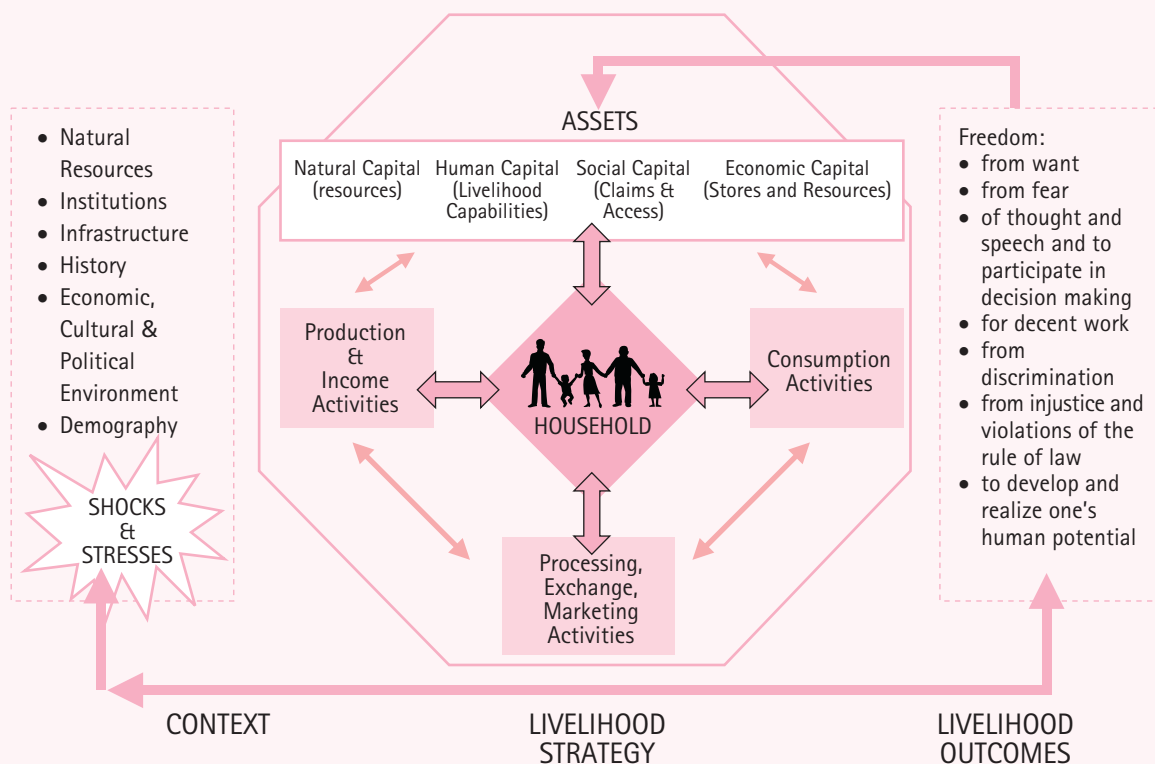 • Natural
Resources
• Institutions
• Infrastructure
• History
• Economic,
Cultural &
Political
Environment
• Demography
SHOCKS
&
STRESSES
CONTEXT
ASSETS
Natural Capital
(resources)
Human Capital
(Livelihood
Capabilities)
Social Capital
(Claims &
Access)
Economic Capital
(Stores and Resources)
Production
&
Income
Activities
HOUSEHOLD
Consumption
Activities
Processing,
Exchange,
Marketing
Activities
LIVELIHOOD
STRATEGY
Freedom:
• from want
• from fear
• of thought and
speech and to
participate in
decision making
• for decent work
• from
discrimination
• from injustice and
violations of the
rule of law
• to develop and
realize one's
human potential
LIVELIHOOD
OUTCOMES